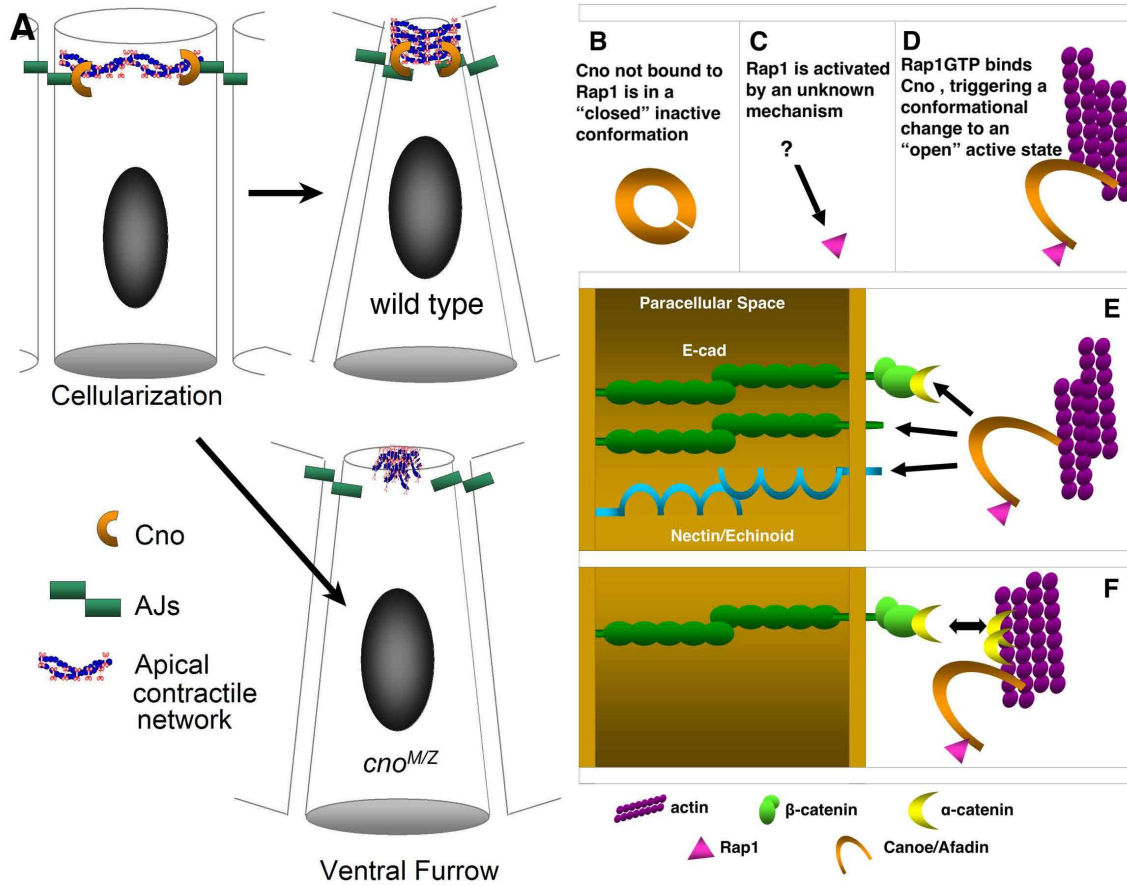 A
Cellularization
wild type
Cno
AJs
Apical
contractile
network
cnoM/Z
Ventral Furrow
B
Cno not bound to
Rap1 is in a
“closed” inactive
conformation
C
Rap1 is activated
by an unknown
mechanism
?
D
Rap1GTP binds
Cno , triggering a
conformational
change to an
“open” active state
E
Paracellular Space
E-cad
Nectin/Echinoid
F
actin
β-catenin
α-catenin
Rap1
Canoe/Afadin